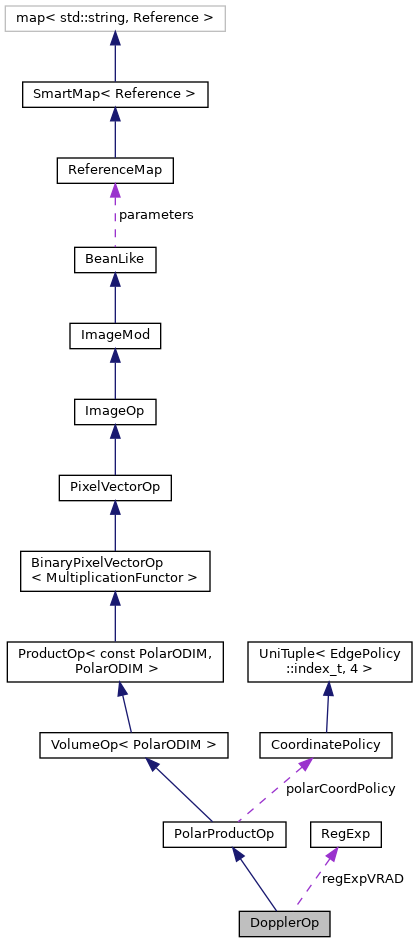 map< std::string, Reference >
SmartMap< Reference >
ReferenceMap
parameters
BeanLike
ImageMod
ImageOp
PixelVectorOp
BinaryPixelVectorOp
< MultiplicationFunctor >
ProductOp< const PolarODIM,
PolarODIM >
UniTuple< EdgePolicy
::index_t, 4 >
VolumeOp< PolarODIM >
CoordinatePolicy
polarCoordPolicy
PolarProductOp
RegExp
regExpVRAD
DopplerOp